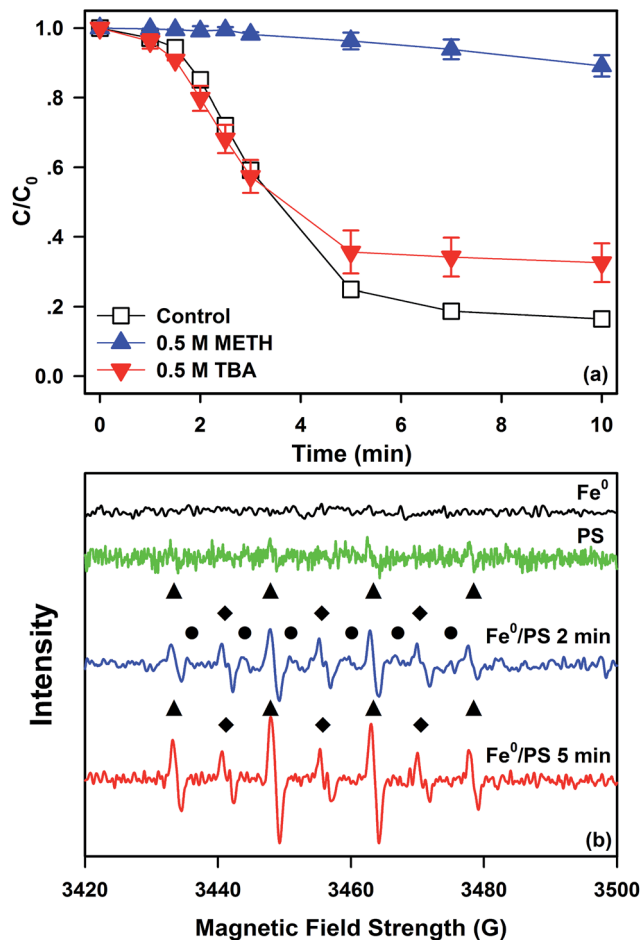 1.0
.8
.6
.4
.2
0.0
C/C0
Control
0.5 M METH
0.5 M TBA
(a)
0 2 4 6 8 10
Time (min)
Fe0
PS
Fe0/PS 2 min
Fe0/PS 5 min
Intensity
(b)
3420 3440 3460 3480 3500
Magnetic Field Strength (G)